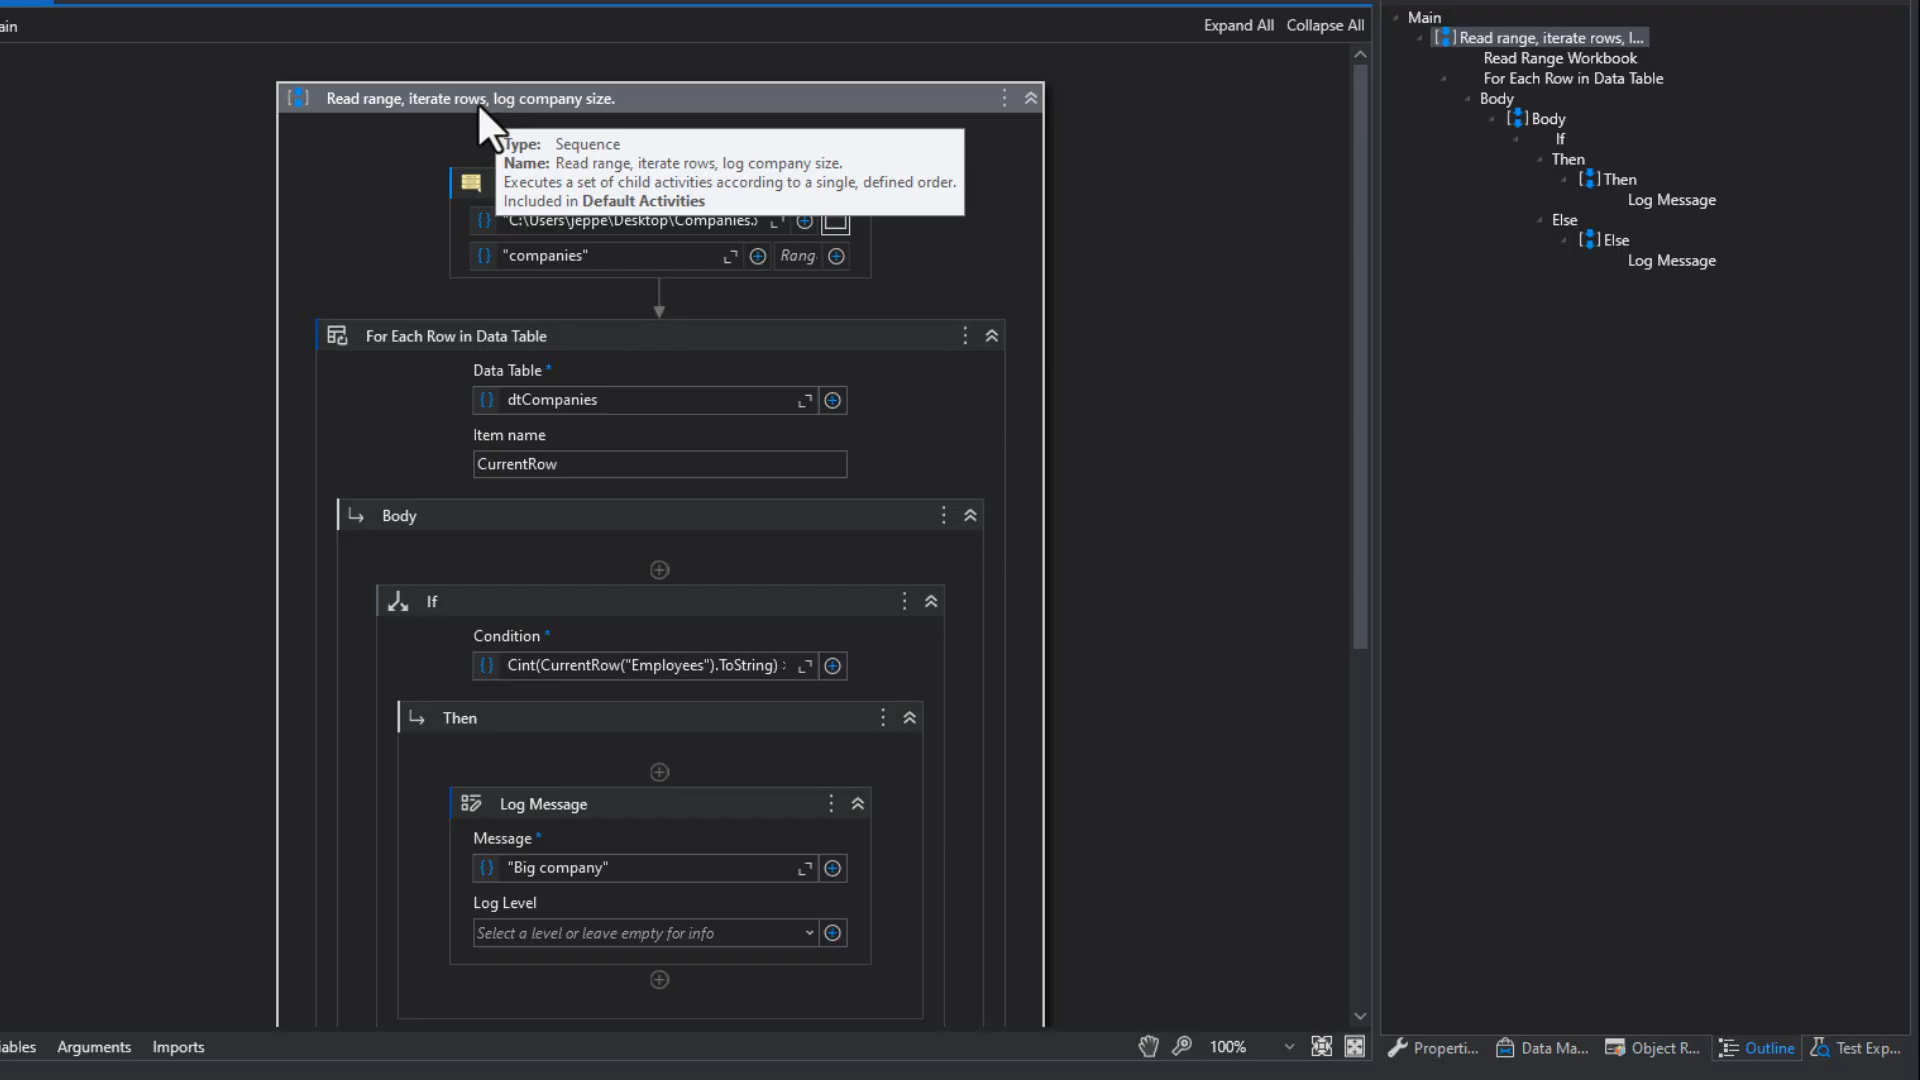 ain
Expand All
Collapse All
Read range, iterate rows, log company size.
Type: Sequence
Name: Read range, iterate rows, log company size.
Executes a set of child activities according to a single, defined order.
Included in Default Activities
"C:\Users\jeppe\Desktop\Companies.
"companies"
Rang
For Each Row in Data Table
Data Table *
dtCompanies
Item name
CurrentRow
Body
If
Condition *
Cint(CurrentRow("Employees").ToString)
Then
Log Message
Message *
"Big company"
Log Level
Select a level or leave empty for info
iables
Arguments
Imports
100%
Main
Read range, iterate rows, l...
Read Range Workbook
For Each Row in Data Table
Body
Body
If
Then
Then
Log Message
Else
Else
Log Message
Properti...
Data Ma...
Object R...
Outline
Test Exp...